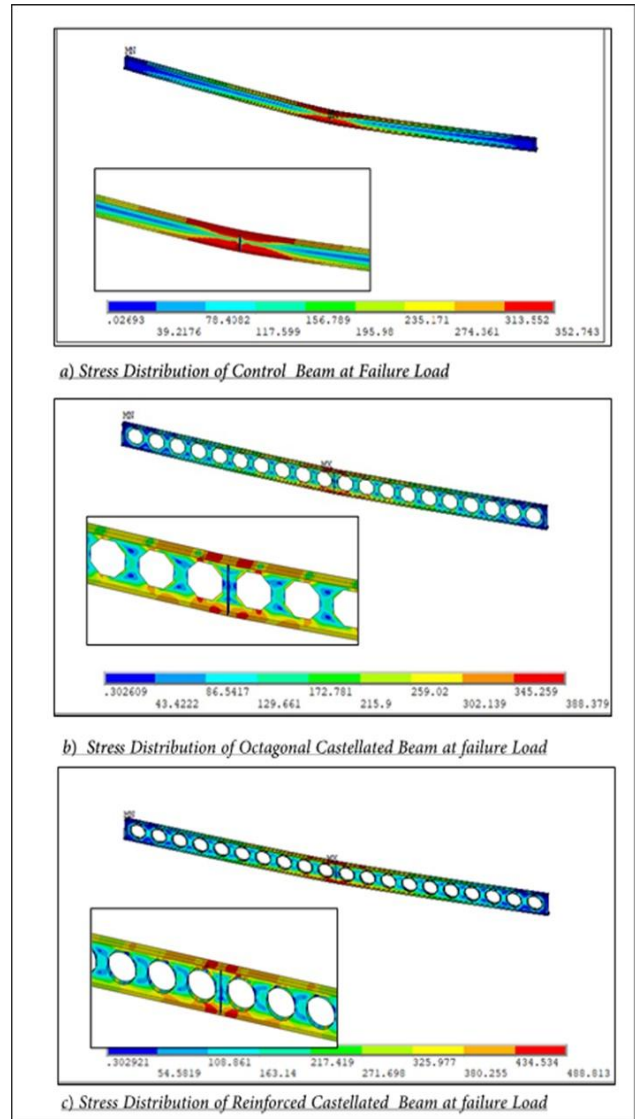 MN
.02693 78.4082 156.789 235.171 313.552
39.2176 117.599 195.98 274.361 352.743
a) Stress Distribution of Control Beam at Failure Load
MN
MX
.302609 86.5417 172.781 259.02 345.259
43.4222 129.661 215.9 302.139 388.379
b) Stress Distribution of Octagonal Castellated Beam at failure Load
MN
MX
.302921 108.861 217.419 325.977 434.534
54.5819 163.14 271.698 380.255 488.813
c) Stress Distribution of Reinforced Castellated Beam at failure Load